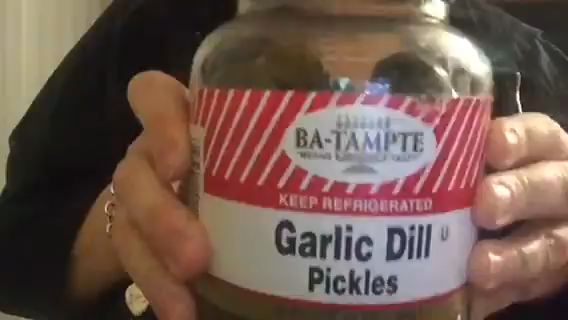 BA-TAMPTE
KEEP REFRIGERATED
Garlic Dill
U
Pickles